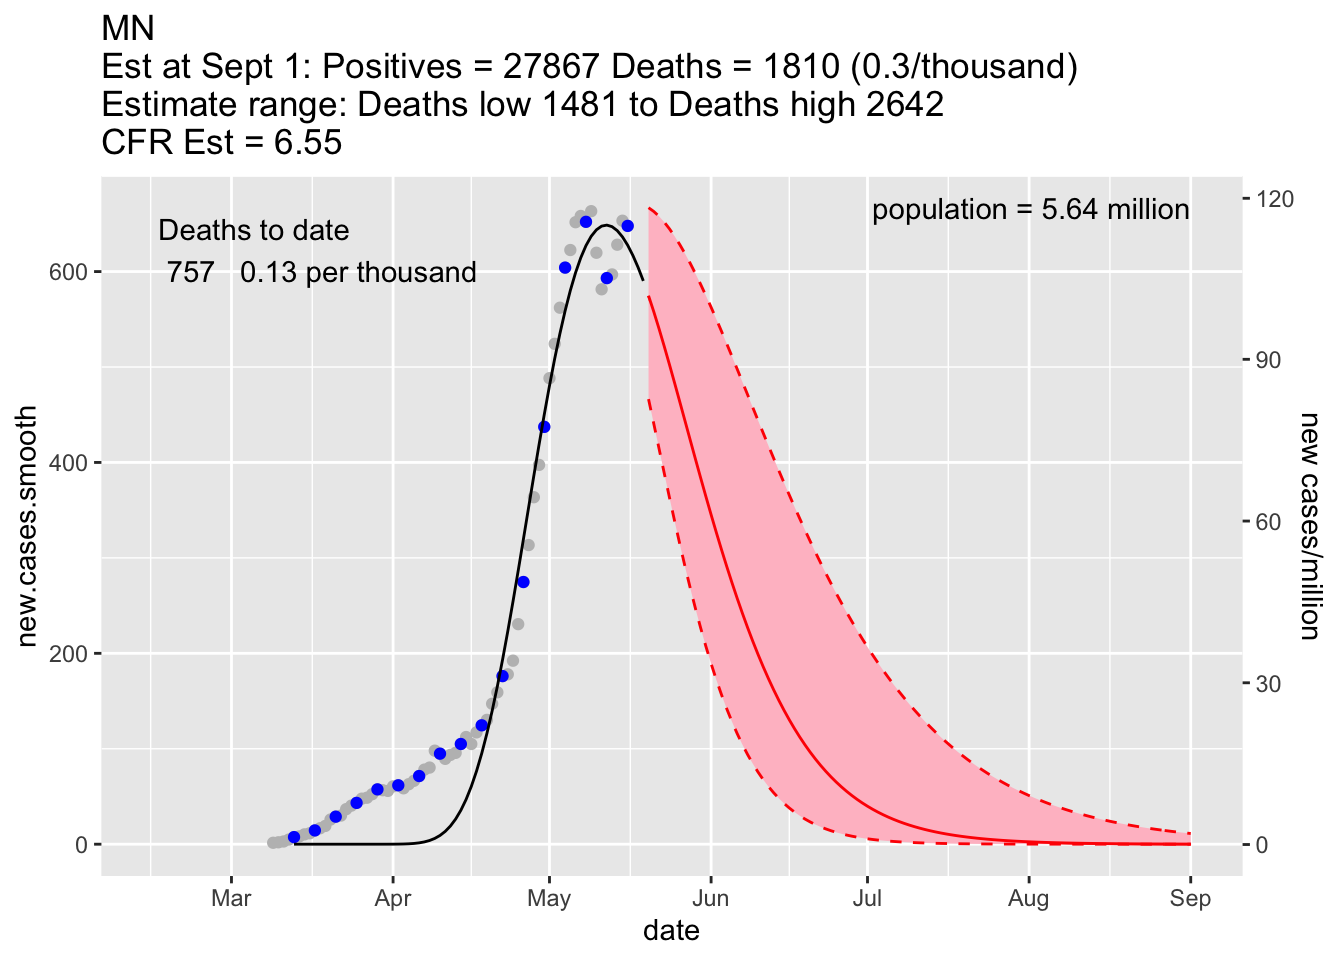 MN
Est at Sept 1: Positives = 27867 Deaths = 1810 (0.3/thousand)
Estimate range: Deaths low 1481 to Deaths high 2642
CFR Est = 6.55
Deaths to date
757 0.13 per thousand
population = 5.64 million
600
400
200
0
new.cases.smooth
120
90
60
30
0
new cases/million
Mar Apr May Jun Jul Aug Sep
date